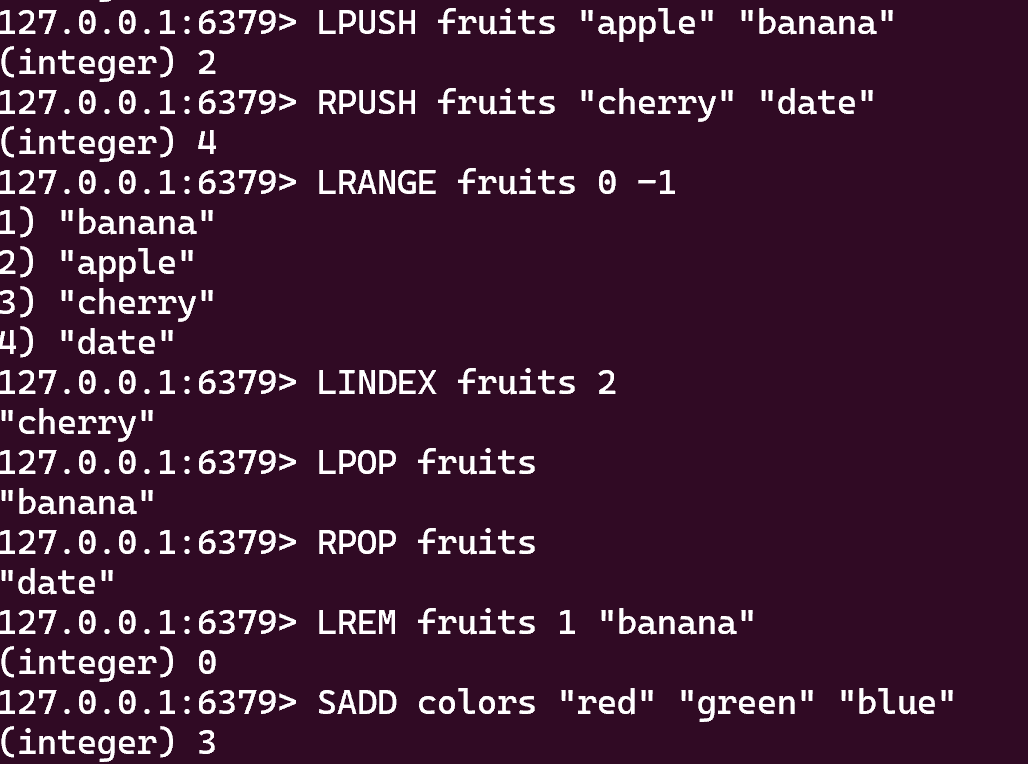 127.0.0.1:6379> LPUSH fruits "apple" "banana"
(integer) 2
127.0.0.1:6379> RPUSH fruits "cherry" "date"
(integer) 4
127.0.0.1:6379> LRANGE fruits 0 -1
1) "banana"
2) "apple"
3) "cherry"
4) "date"
127.0.0.1:6379> LINDEX fruits 2
"cherry"
127.0.0.1:6379> LPOP fruits
"banana"
127.0.0.1:6379> RPOP fruits
"date"
127.0.0.1:6379> LREM fruits 1 "banana"
(integer) 0
127.0.0.1:6379> SADD colors "red" "green" "blue"
(integer) 3